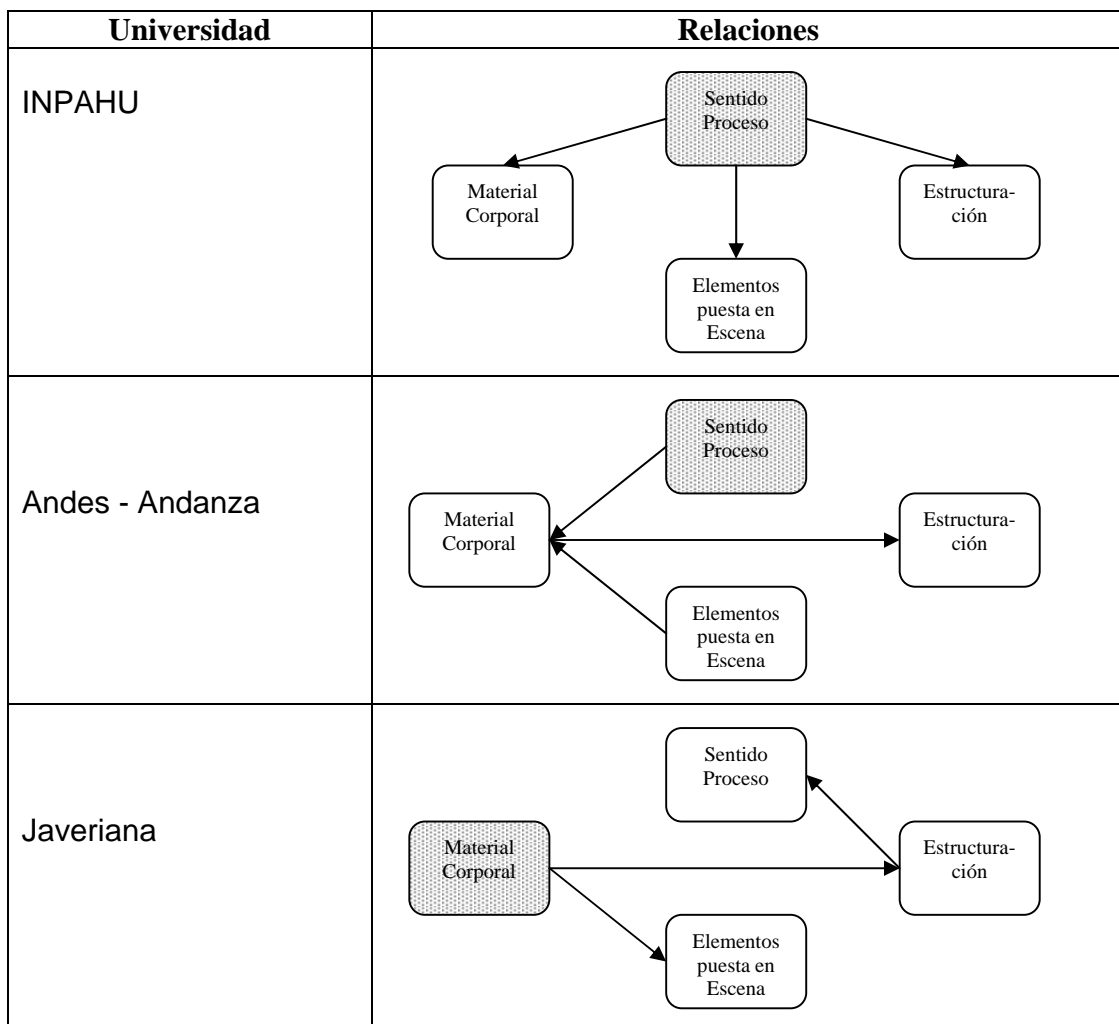 Universidad
Relaciones
INPAHU
Sentido
Proceso
Material
Corporal
Estructura-
ción
Elementos
puesta en
Escena
Andes - Andanza
Sentido
Proceso
Material
Corporal
Estructura-
ción
Elementos
puesta en
Escena
Javeriana
Sentido
Proceso
Material
Corporal
Estructura-
ción
Elementos
puesta en
Escena